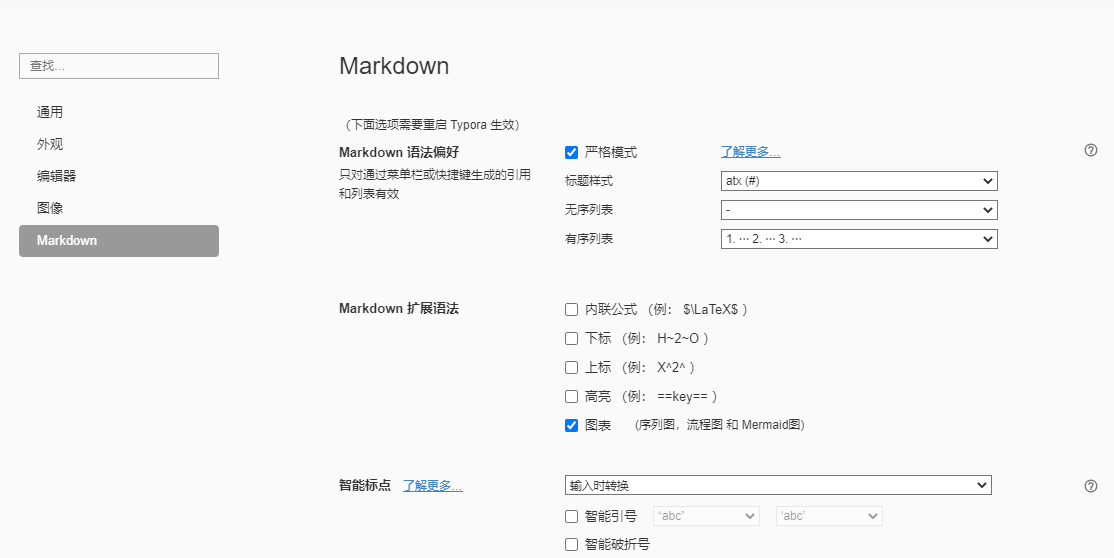 查找...
通用
外观
编辑器
图像
Markdown
Markdown
（下面选项需要重启 Typora 生效）
Markdown 语法偏好
只对通过菜单栏或快捷键生成的引用
和列表有效
严格模式 了解更多...
标题样式 atx (#)
无序列表 -
有序列表 1. ··· 2. ··· 3. ···
Markdown 扩展语法
内联公式 （例： $\LaTeX$ ）
下标 （例： H~2~O ）
上标 （例： X^2^ ）
高亮 （例： ==key== ）
图表 （序列图，流程图 和 Mermaid图）
智能标点 了解更多... 输入时转换
智能引号 “abc” ‘abc’
智能破折号